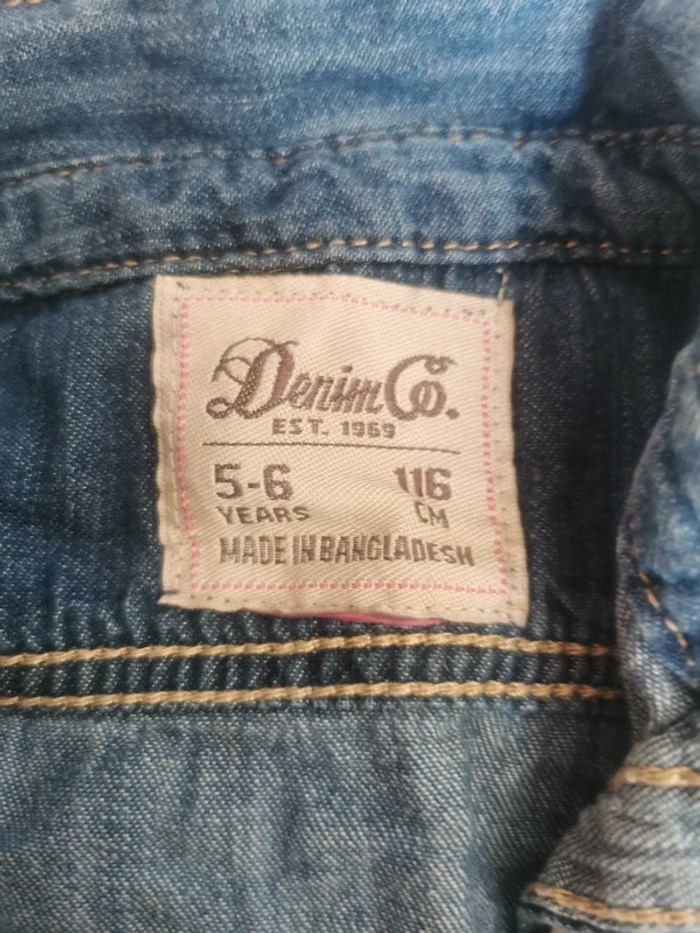 Denim Co.
EST. 1969
5-6 116
YEARS CM
MADE IN BANGLADESH